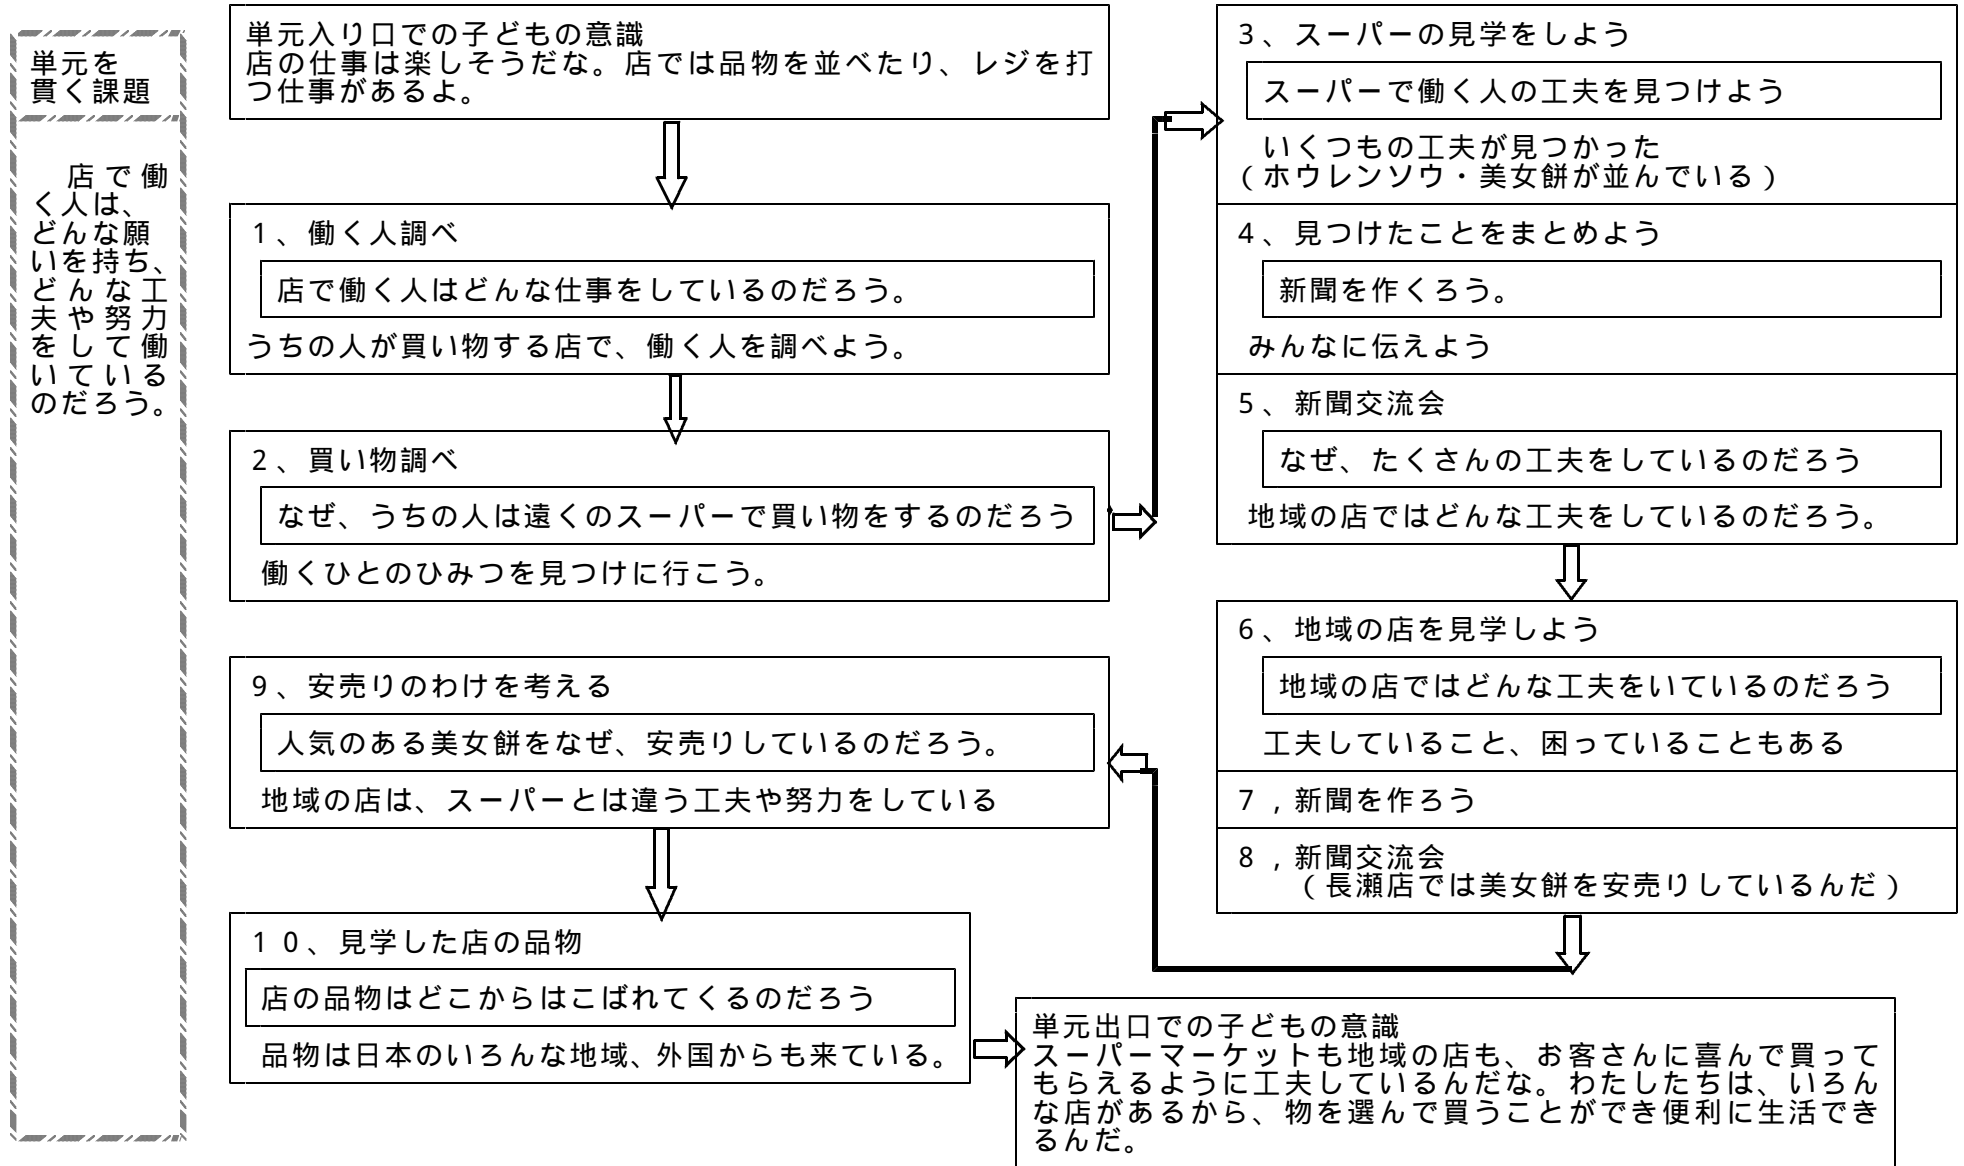 単元を
貫く課題
店で働
く人は、
どんな願
いを持ち、
どんな工
夫や努力
をして働
いている
のだろう。
単元入り口での子どもの意識
店の仕事は楽しそうだな。店では品物を並べたり、レジを打
つ仕事があるよ。
1、働く人調べ
店で働く人はどんな仕事をしているのだろう。
うちの人が買い物する店で、働く人を調べよう。
2、買い物調べ
なぜ、うちの人は遠くのスーパーで買い物をするのだろう
働くひとのひみつを見つけに行こう。
3、スーパーの見学をしよう
スーパーで働く人の工夫を見つけよう
いくつもの工夫が見つかった
(ホウレンソウ・美女餅が並んでいる)
4、見つけたことをまとめよう
新聞を作くろう。
みんなに伝えよう
5、新聞交流会
なぜ、たくさんの工夫をしているのだろう
地域の店ではどんな工夫をしているのだろう。
6、地域の店を見学しよう
地域の店ではどんな工夫をいているのだろう
工夫していること、困っていることもある
7,新聞を作ろう
8,新聞交流会
(長瀬店では美女餅を安売りしているんだ)
9、安売りのわけを考える
人気のある美女餅をなぜ、安売りしているのだろう。
地域の店は、スーパーとは違う工夫や努力をしている
10、見学した店の品物
店の品物はどこからはこばれてくるのだろう
品物は日本のいろんな地域、外国からも来ている。
単元出口での子どもの意識
スーパーマーケットも地域の店も、お客さんに喜んで買って
もらえるように工夫しているんだな。わたしたちは、いろん
な店があるから、物を選んで買うことができ便利に生活でき
るんだ。